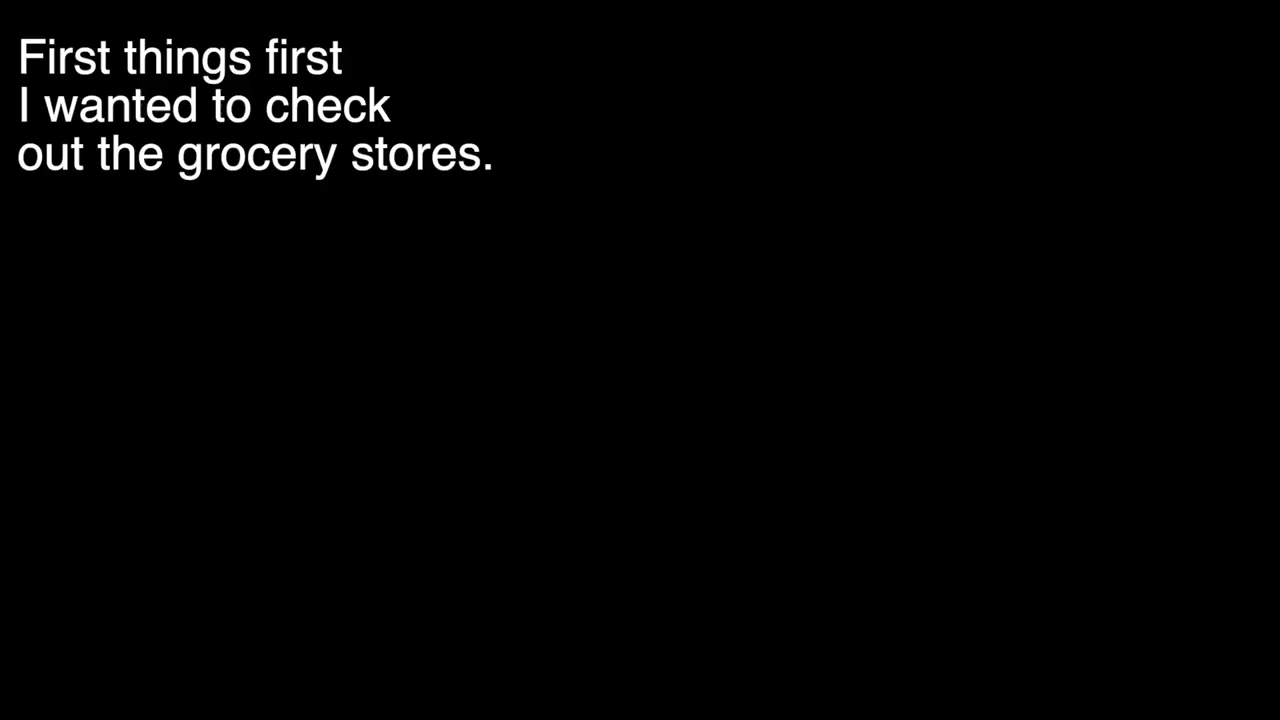 First things first
I wanted to check
out the grocery stores.